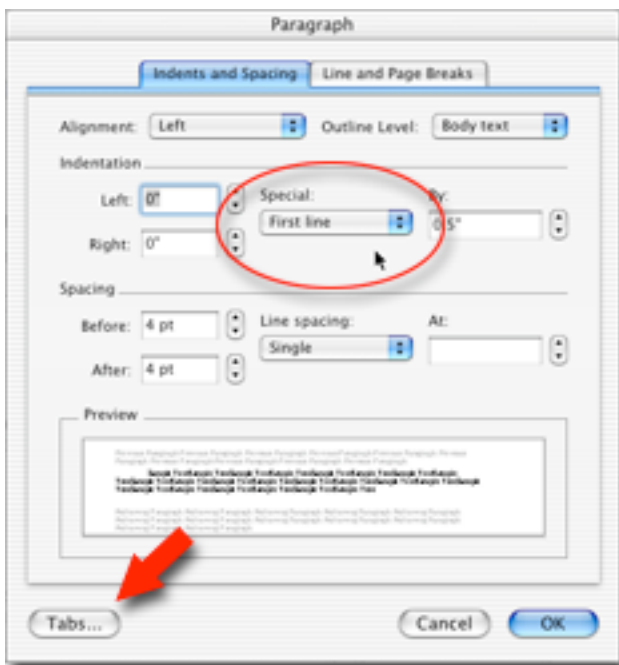 Paragraph
Indents and Spacing Line and Page Breaks
Alignment: Left Outline Level: Body text
Indentation
Left: 0" Special: By:
First line 0.5"
Right: 0"
Spacing
Before: 4 pt Line spacing: At:
Single
After: 4 pt
Preview
Tabs... Cancel OK